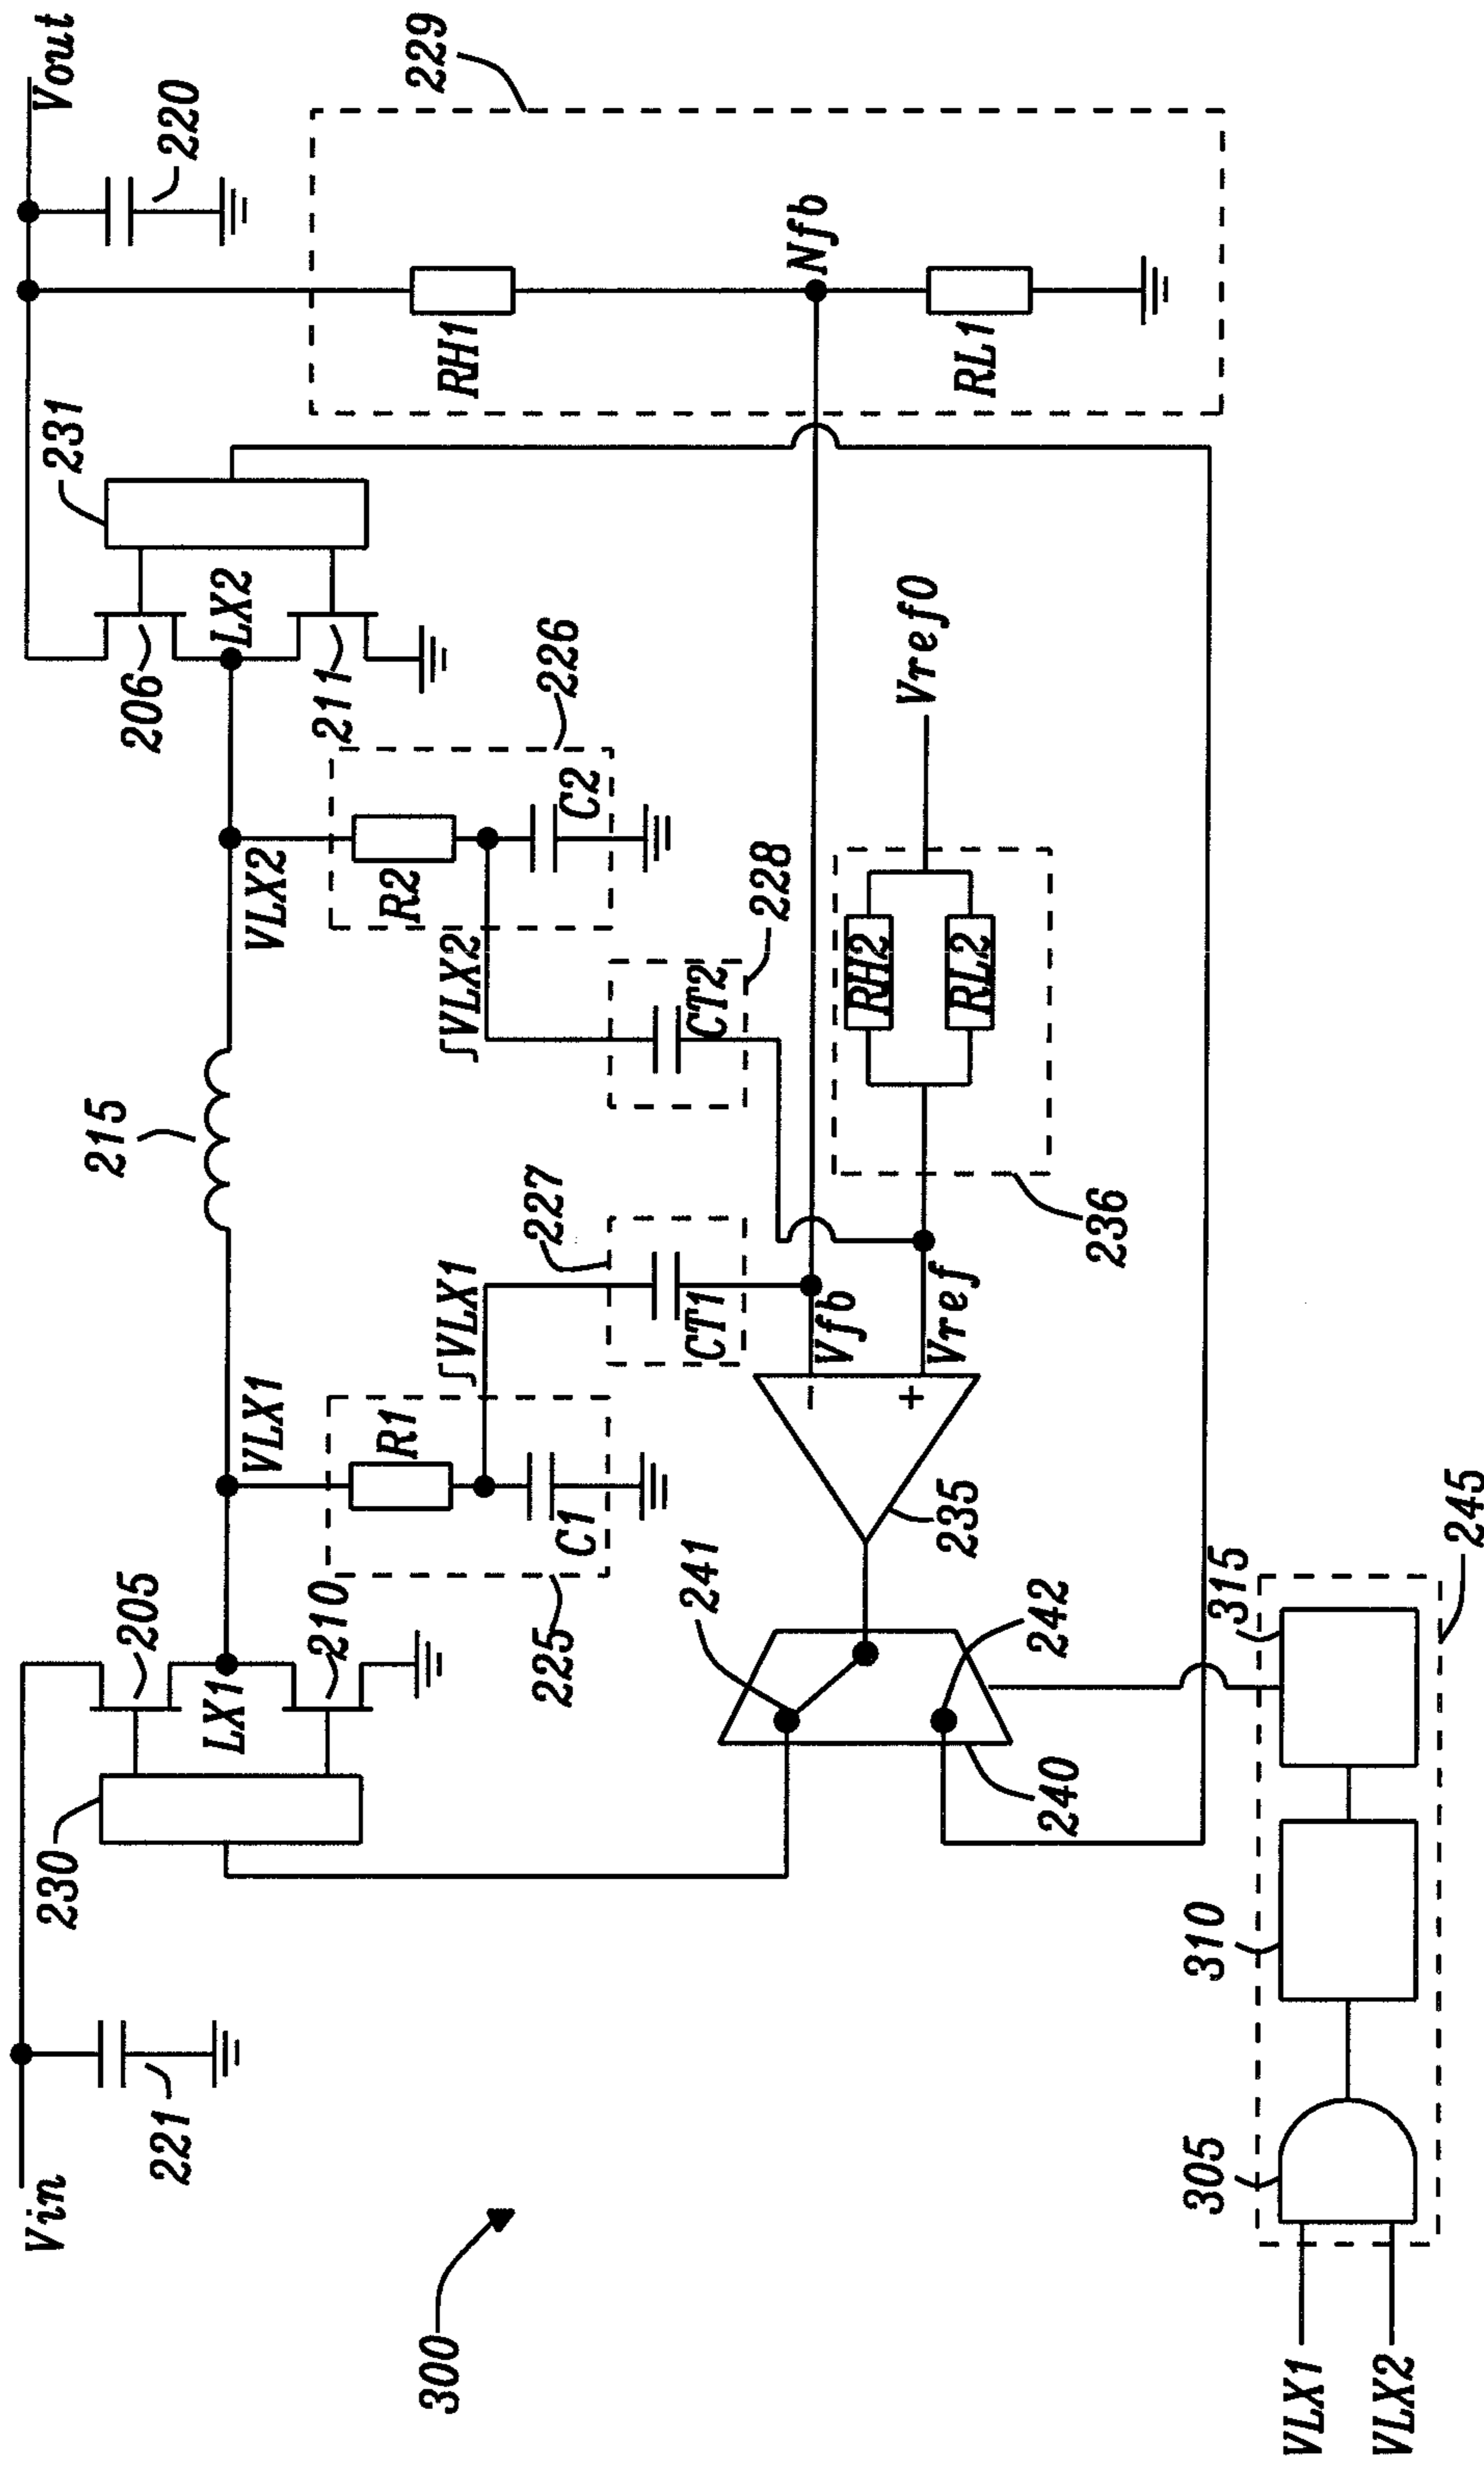 Vin
221
230
205
LX1
210
VLX1
R1
C1
225
∫VLX1
227
CT1
215
VLX2
R2
C2
226
∫VLX2
228
CT2
206
LX2
211
231
Vout
220
229
RH1
Nfb
RL1
Vfb
Vref
-
+
235
236
RH2
RL2
Vref0
241
242
240
300
VLX1
VLX2
305
310
315
245